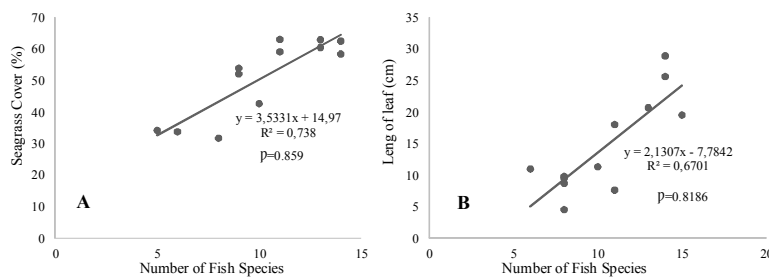 70
60
50
40
30
20
10
0
0
5
10
15
Seagrass Cover (%)
Number of Fish Species
y = 3,5331x + 14,97
R² = 0,738
p=0.859
A
35
30
25
20
15
10
5
0
0
5
10
15
20
Leng of leaf (cm)
Number of Fish Species
y = 2,1307x - 7,7842
R² = 0,6701
p=0.8186
B